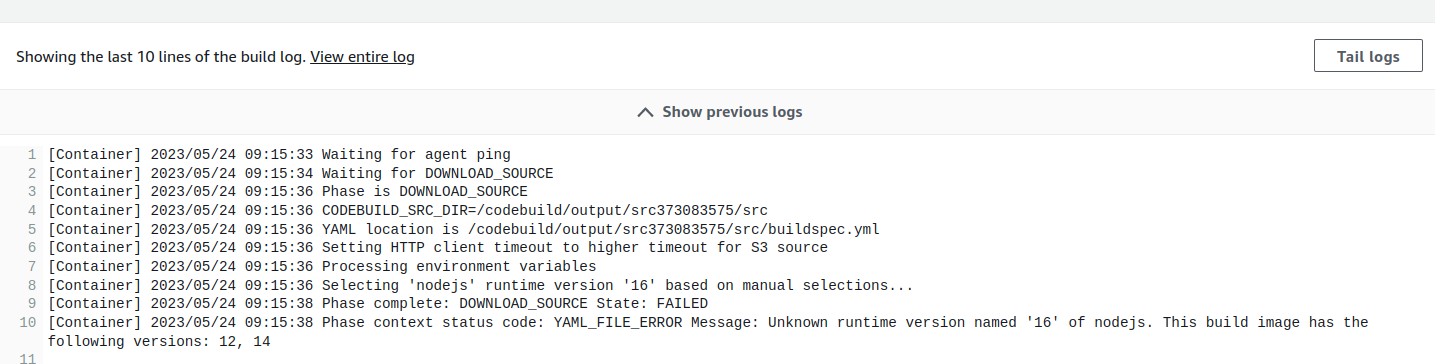 Showing the last 10 lines of the build log. View entire log
Tail logs
Show previous logs
1 [Container] 2023/05/24 09:15:33 Waiting for agent ping
2 [Container] 2023/05/24 09:15:34 Waiting for DOWNLOAD_SOURCE
3 [Container] 2023/05/24 09:15:36 Phase is DOWNLOAD_SOURCE
4 [Container] 2023/05/24 09:15:36 CODEBUILD_SRC_DIR=/codebuild/output/src373083575/src
5 [Container] 2023/05/24 09:15:36 YAML location is /codebuild/output/src373083575/src/buildspec.yml
6 [Container] 2023/05/24 09:15:36 Setting HTTP client timeout to higher timeout for S3 source
7 [Container] 2023/05/24 09:15:36 Processing environment variables
8 [Container] 2023/05/24 09:15:36 Selecting 'nodejs' runtime version '16' based on manual selections...
9 [Container] 2023/05/24 09:15:38 Phase complete: DOWNLOAD_SOURCE State: FAILED
10 [Container] 2023/05/24 09:15:38 Phase context status code: YAML_FILE_ERROR Message: Unknown runtime version named '16' of nodejs. This build image has the
following versions: 12, 14
11